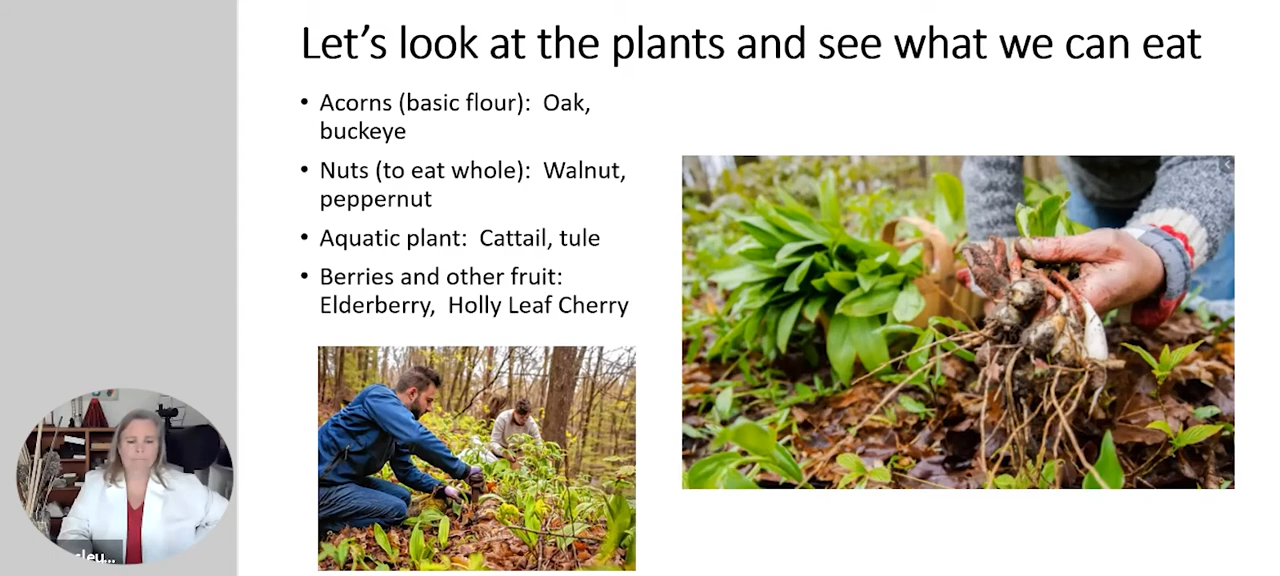 Let's look at the plants and see what we can eat
• Acorns (basic flour):  Oak,
buckeye
• Nuts (to eat whole):  Walnut,
peppernut
• Aquatic plant:  Cattail, tule
• Berries and other fruit:
Elderberry,  Holly Leaf Cherry